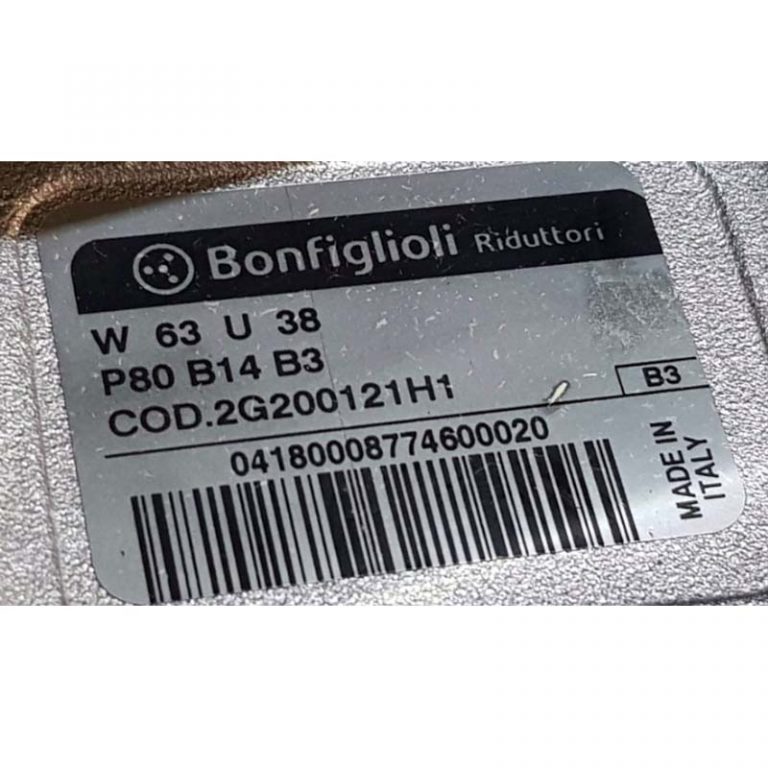 Bonfiglioli Riduttori
W 63 U 38
P80 B14 B3
COD.2G200121H1
B3
04180008774600020
MADE IN
ITALY